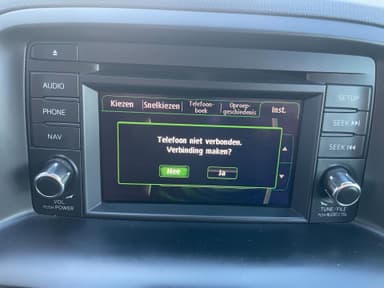 AUDIO
PHONE
NAV
VOL
PUSH POWER
Kiezen
Snelkiezen
Telefoon-
boek
Oproep-
geschiedenis
Inst.
Telefoon niet verbonden.
Verbinding maken?
Nee
Ja
SETUP
SEEK
SEEK
TUNE/FILE